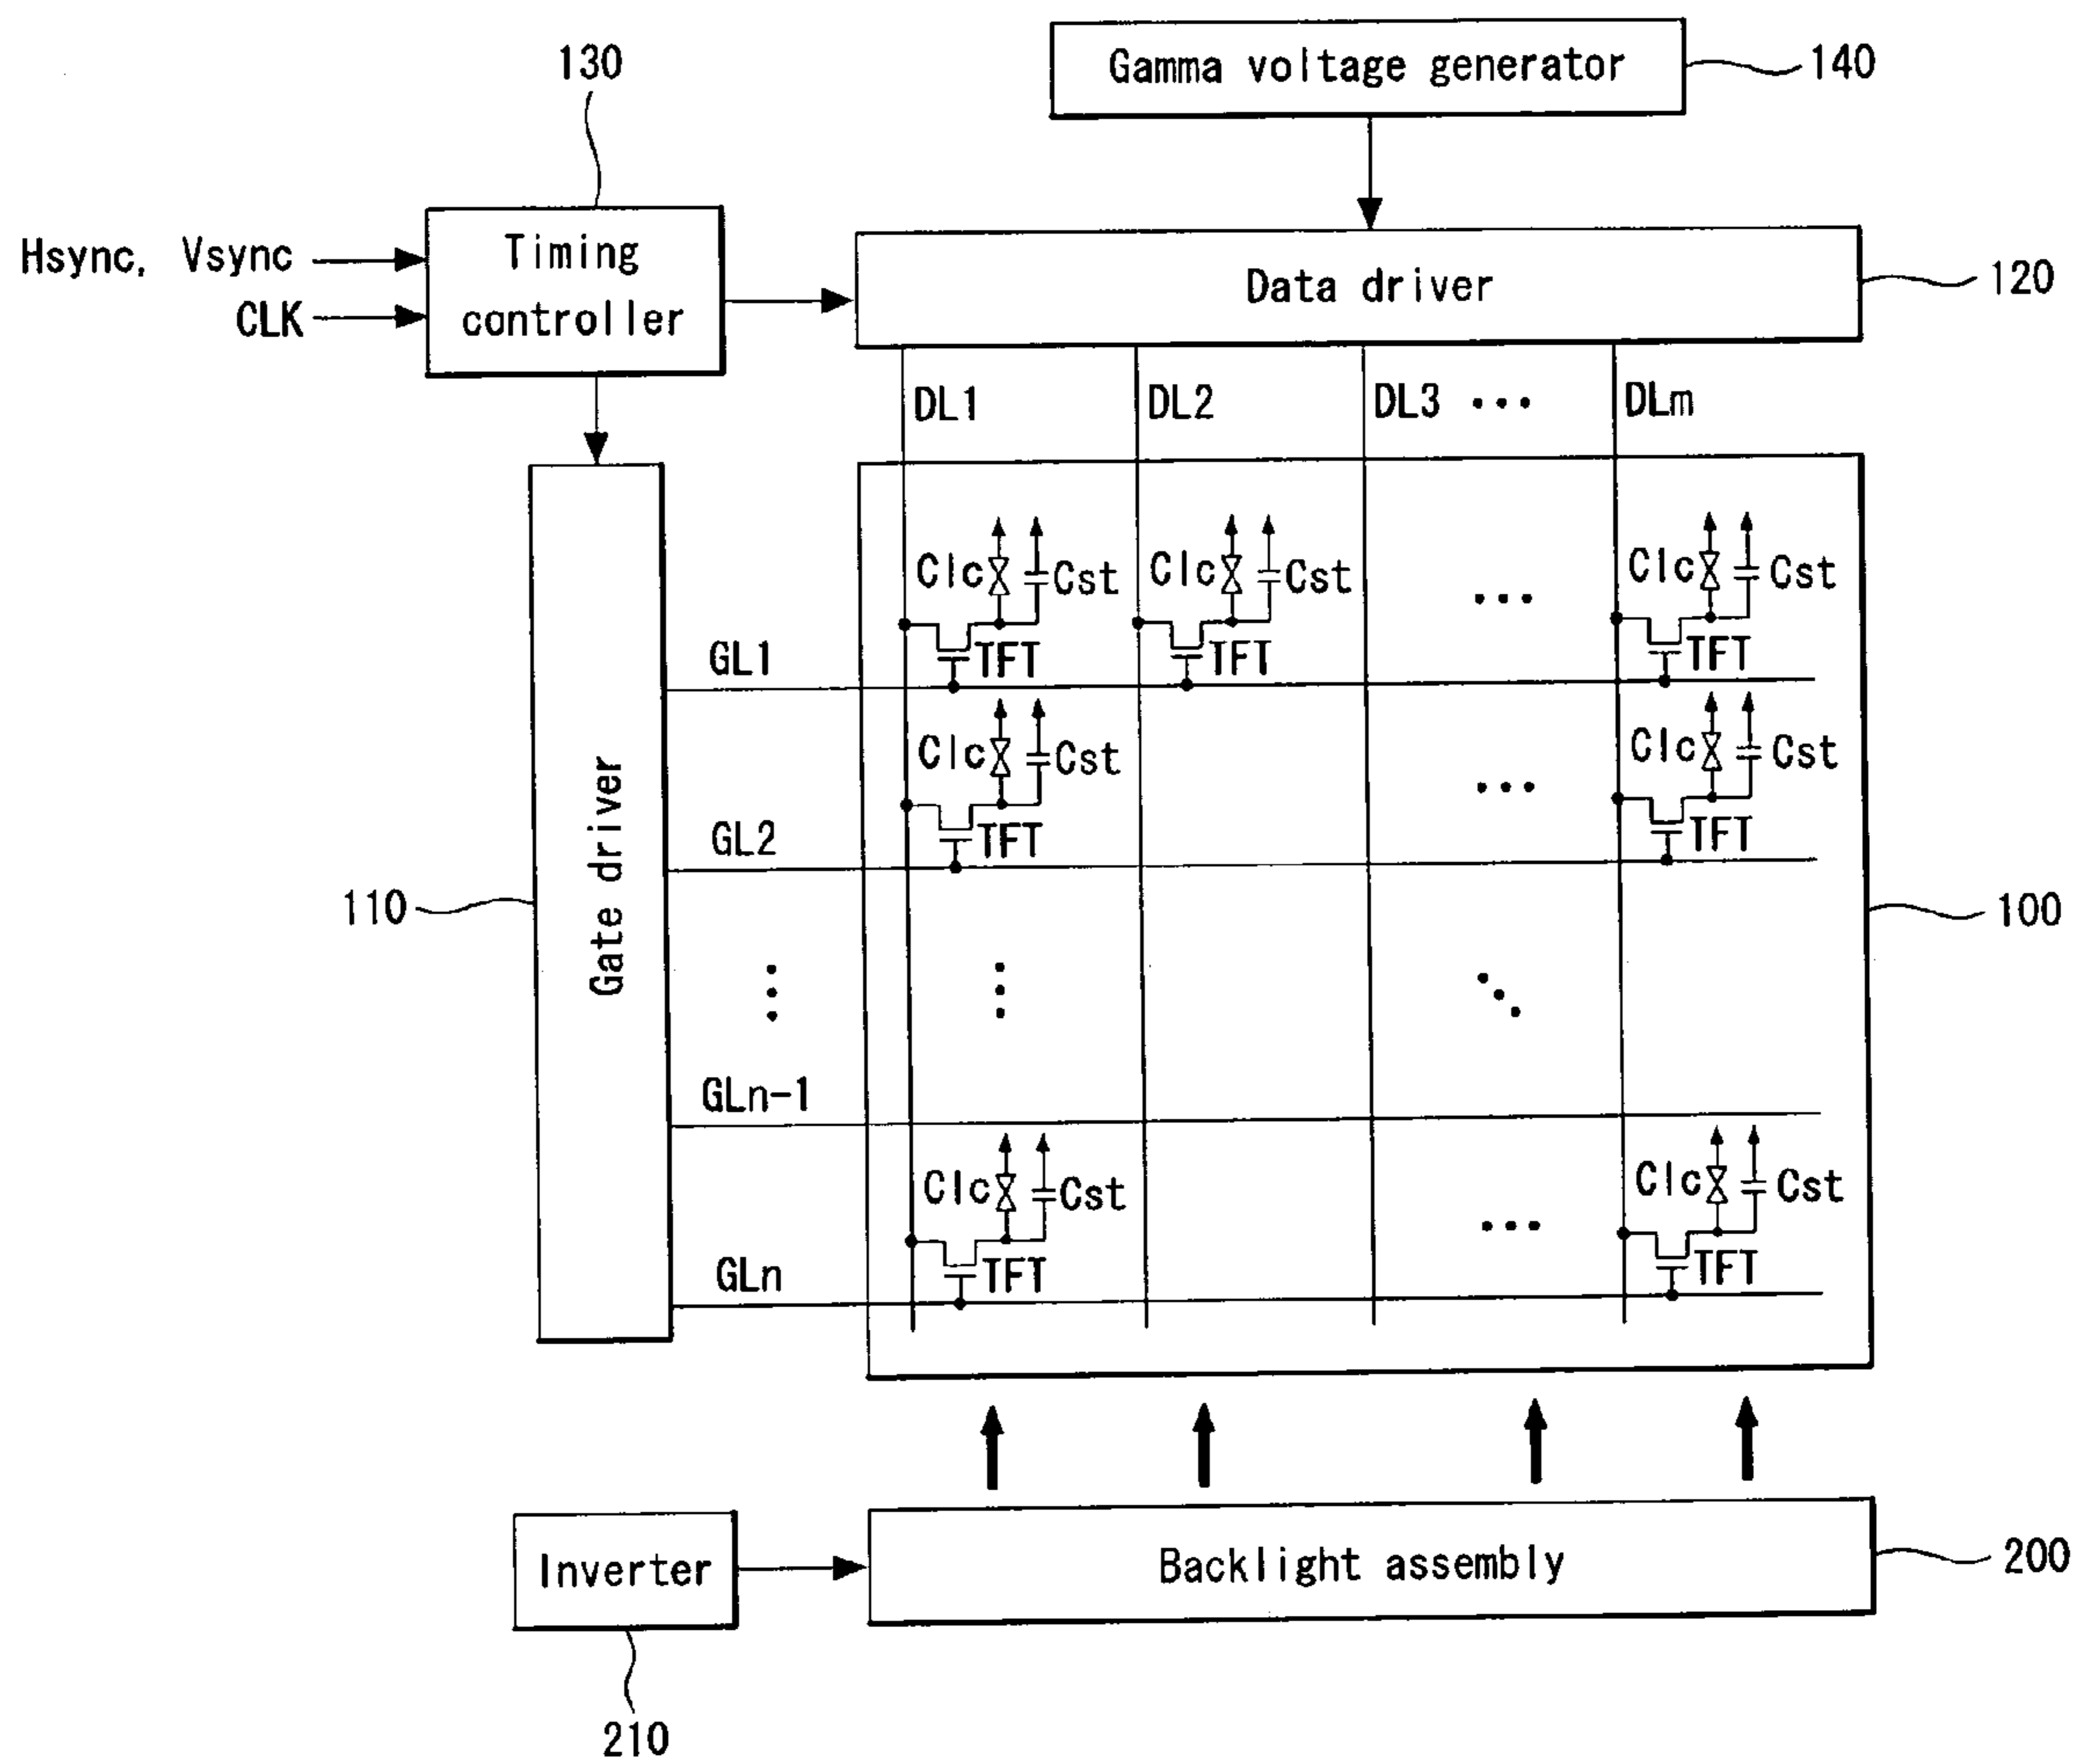 130
Gamma voltage generator
140
Hsync, Vsync
CLK
Timing
controller
Data driver
120
DL1
DL2
DL3 ...
DLm
Clc
Cst
Clc
Cst
...
Clc
Cst
GL1
TFT
TFT
TFT
Clc
Cst
...
Clc
Cst
GL2
TFT
TFT
Gate driver
110
100
GLn-1
Clc
Cst
...
Clc
Cst
GLn
TFT
TFT
Inverter
Backlight assembly
200
210